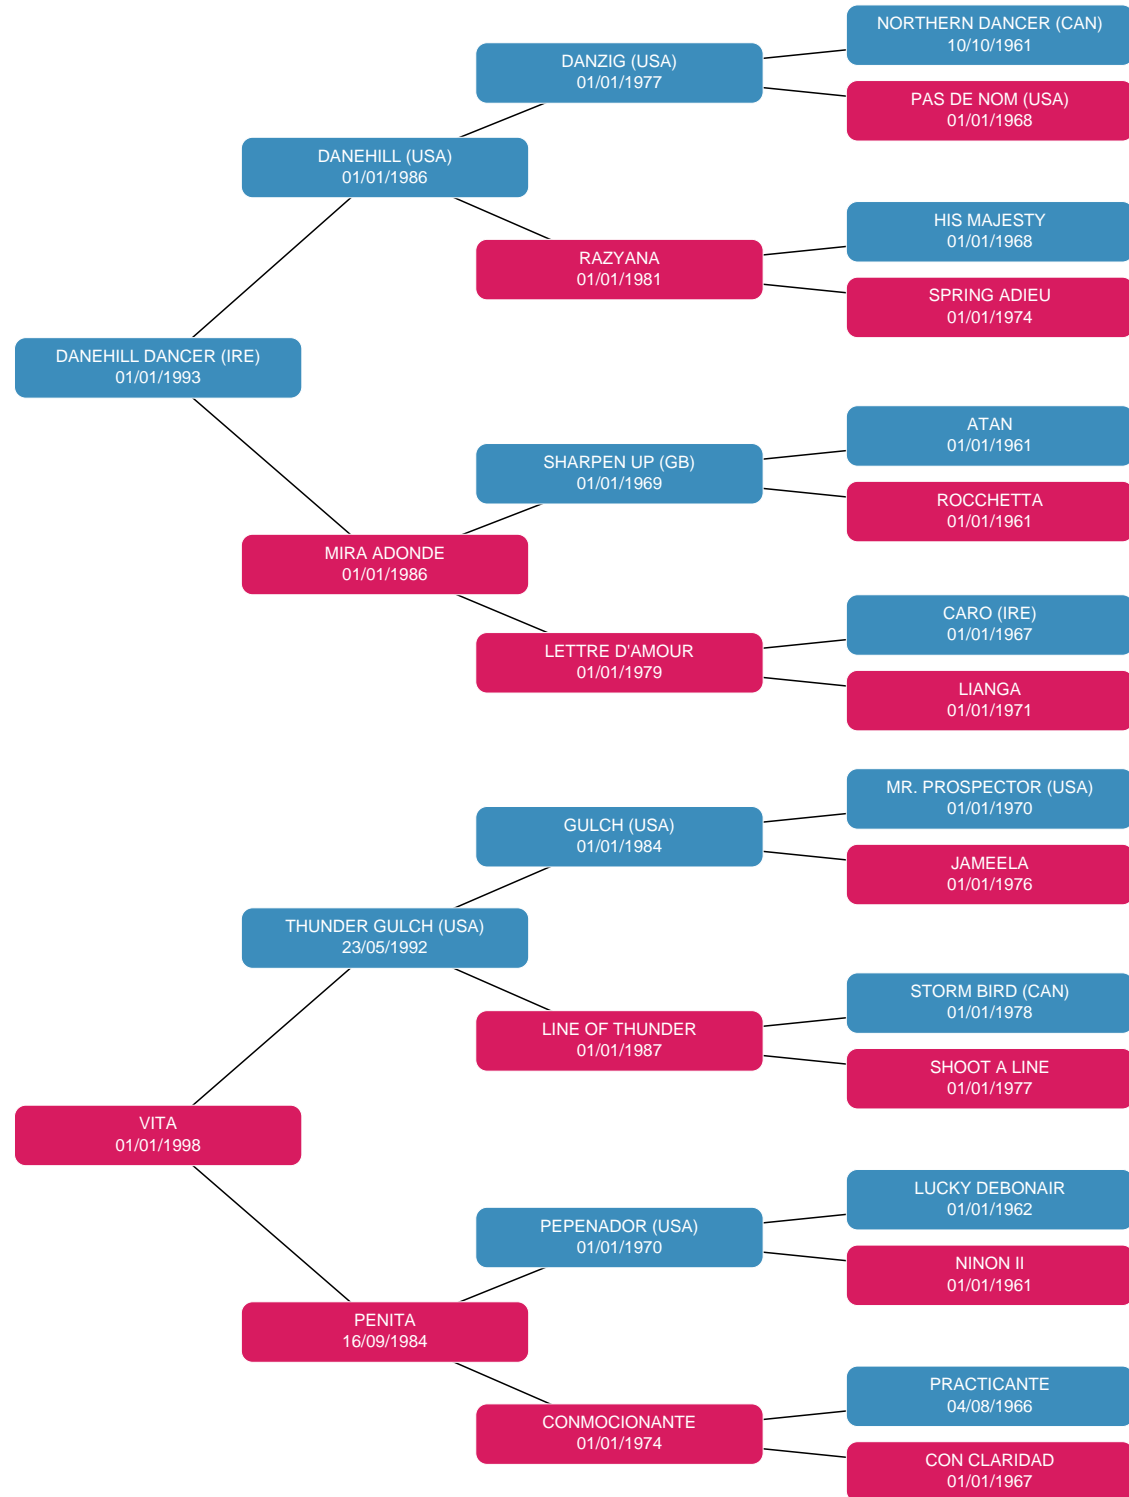 NORTHERN DANCER (CAN)
10/10/1961
DANZIG (USA)
01/01/1977
PAS DE NOM (USA)
01/01/1968
DANEHILL (USA)
01/01/1986
HIS MAJESTY
01/01/1968
RAZYANA
01/01/1981
SPRING ADIEU
01/01/1974
DANEHILL DANCER (IRE)
01/01/1993
ATAN
01/01/1961
SHARPEN UP (GB)
01/01/1969
ROCCHETTA
01/01/1961
MIRA ADONDE
01/01/1986
CARO (IRE)
01/01/1967
LETTRE D'AMOUR
01/01/1979
LIANGA
01/01/1971
MR. PROSPECTOR (USA)
01/01/1970
GULCH (USA)
01/01/1984
JAMEELA
01/01/1976
THUNDER GULCH (USA)
23/05/1992
STORM BIRD (CAN)
01/01/1978
LINE OF THUNDER
01/01/1987
SHOOT A LINE
01/01/1977
VITA
01/01/1998
LUCKY DEBONAIR
01/01/1962
PEPENADOR (USA)
01/01/1970
NINON II
01/01/1961
PENITA
16/09/1984
PRACTICANTE
04/08/1966
CONMOCIONANTE
01/01/1974
CON CLARIDAD
01/01/1967